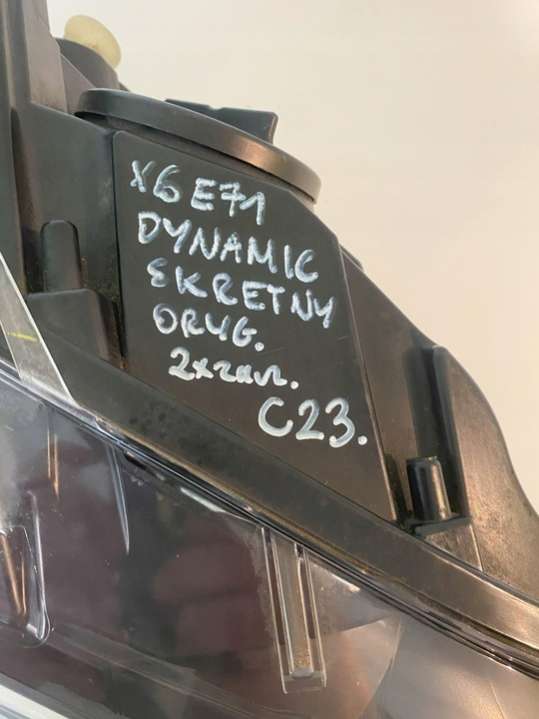 X6 E71
DYNAMIC
SKRETNY
ORYG.
C23.